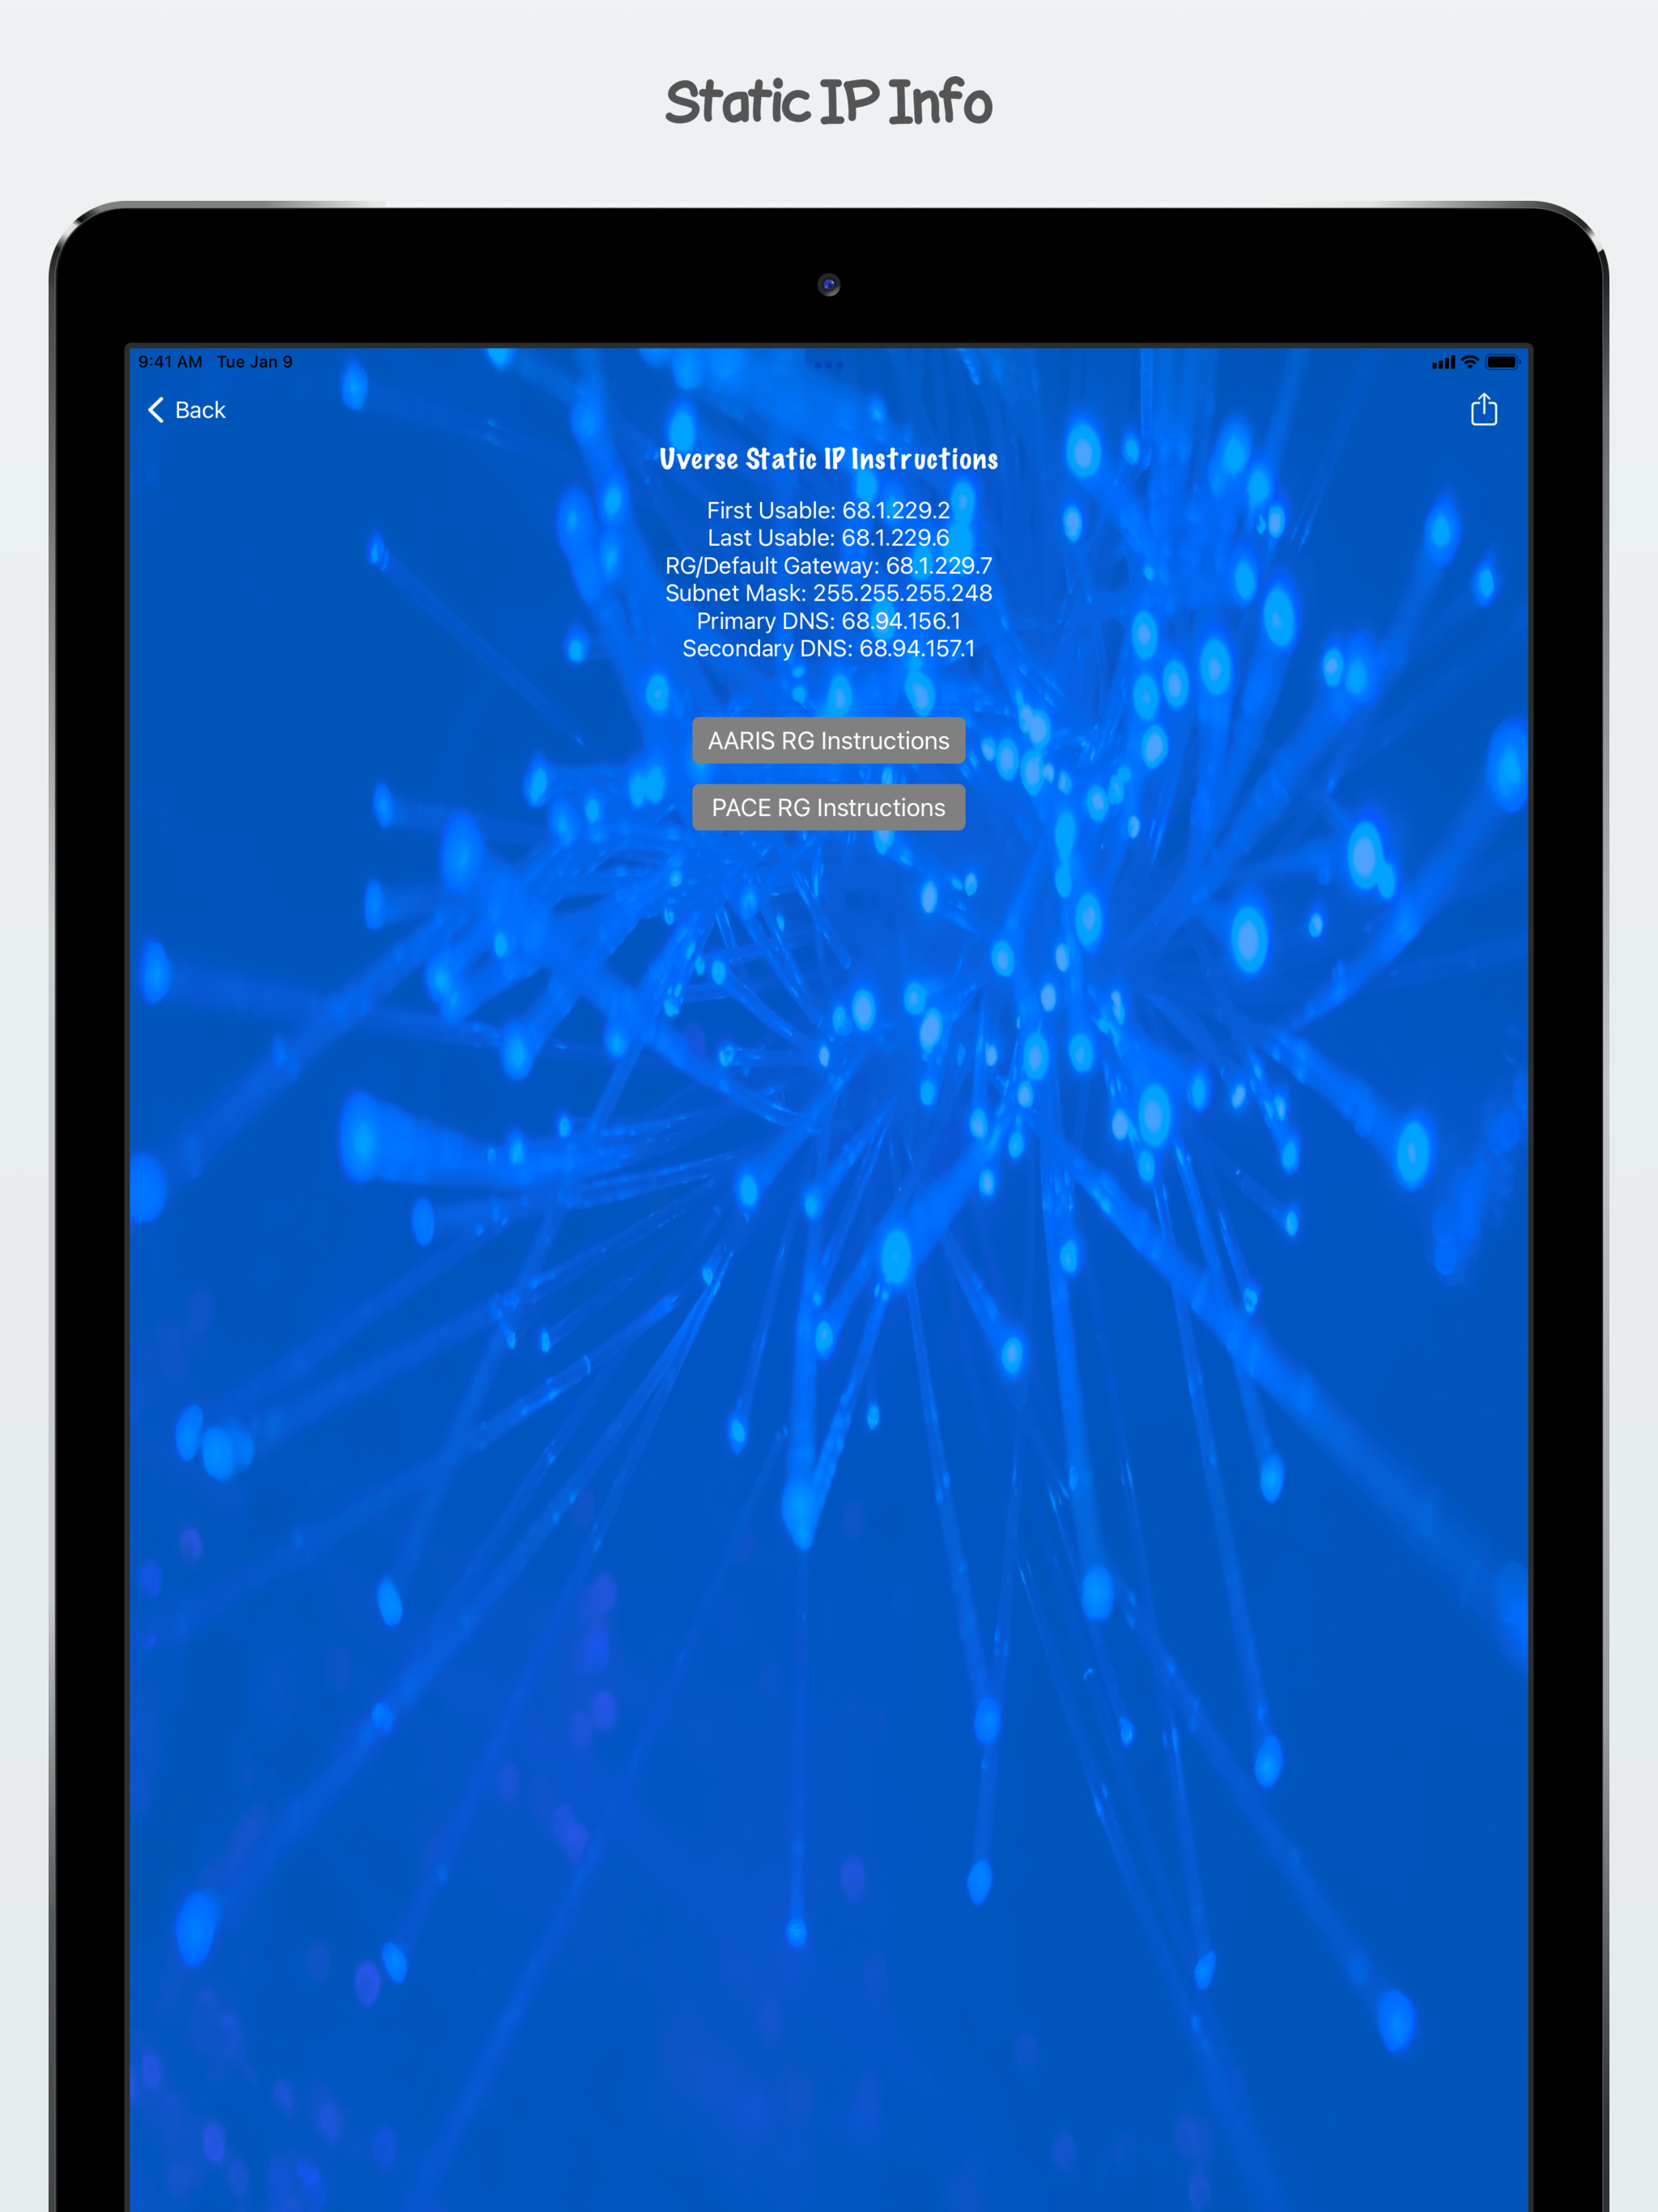 Static IP Info
9:41 AM Tue Jan 9
Back
Uverse Static IP Instructions
First Usable: 68.1.229.2
Last Usable: 68.1.229.6
RG/Default Gateway: 68.1.229.7
Subnet Mask: 255.255.255.248
Primary DNS: 68.94.156.1
Secondary DNS: 68.94.157.1
AARIS RG Instructions
PACE RG Instructions